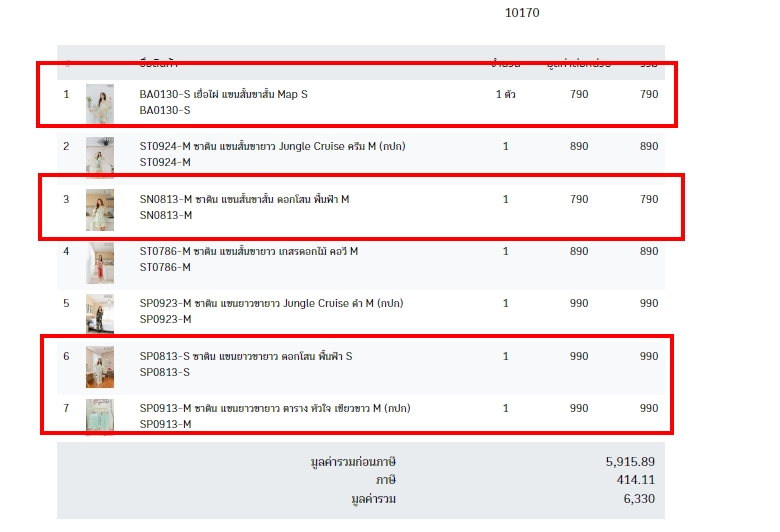 10170
# ชื่อสินค้า จำนวน มูลค่าต่อหน่วย รวม
1 BA0130-S เยื่อไผ่ แขนสั้นขาสั้น Map S 1 ตัว 790 790
BA0130-S
2 ST0924-M ซาติน แขนสั้นขายาว Jungle Cruise ครีม M (กปก) 1 890 890
ST0924-M
3 SN0813-M ซาติน แขนสั้นขาสั้น ดอกโสน พื้นฟ้า M 1 790 790
SN0813-M
4 ST0786-M ซาติน แขนสั้นขายาว เกสรดอกไม้ คอวี M 1 890 890
ST0786-M
5 SP0923-M ซาติน แขนยาวขายาว Jungle Cruise ดำ M (กปก) 1 990 990
SP0923-M
6 SP0813-S ซาติน แขนยาวขายาว ดอกโสน พื้นฟ้า S 1 990 990
SP0813-S
7 SP0913-M ซาติน แขนยาวขายาว ตาราง หัวใจ เขียวขาว M (กปก) 1 990 990
SP0913-M
มูลค่ารวมก่อนภาษี 5,915.89
ภาษี 414.11
มูลค่ารวม 6,330